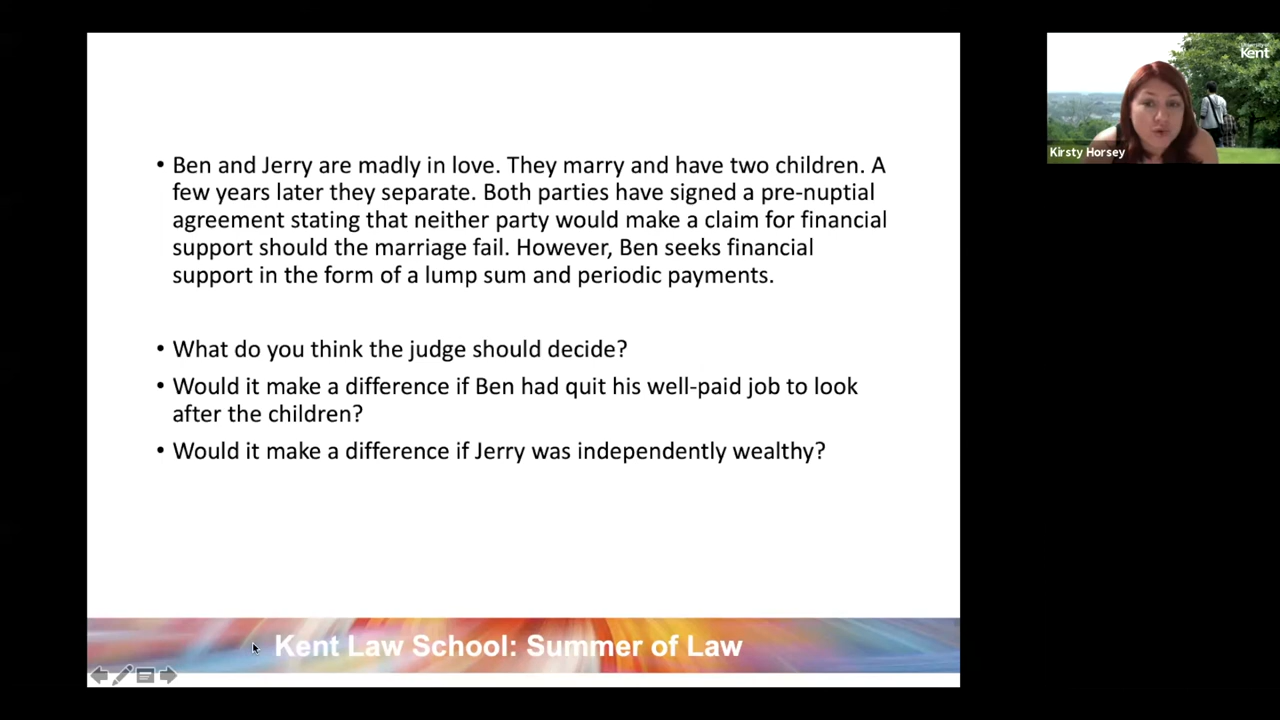 • Ben and Jerry are madly in love. They marry and have two children. A
few years later they separate. Both parties have signed a pre-nuptial
agreement stating that neither party would make a claim for financial
support should the marriage fail. However, Ben seeks financial
support in the form of a lump sum and periodic payments.
• What do you think the judge should decide?
• Would it make a difference if Ben had quit his well-paid job to look
after the children?
• Would it make a difference if Jerry was independently wealthy?
Kent Law School: Summer of Law
Kent
Kirsty Horsey